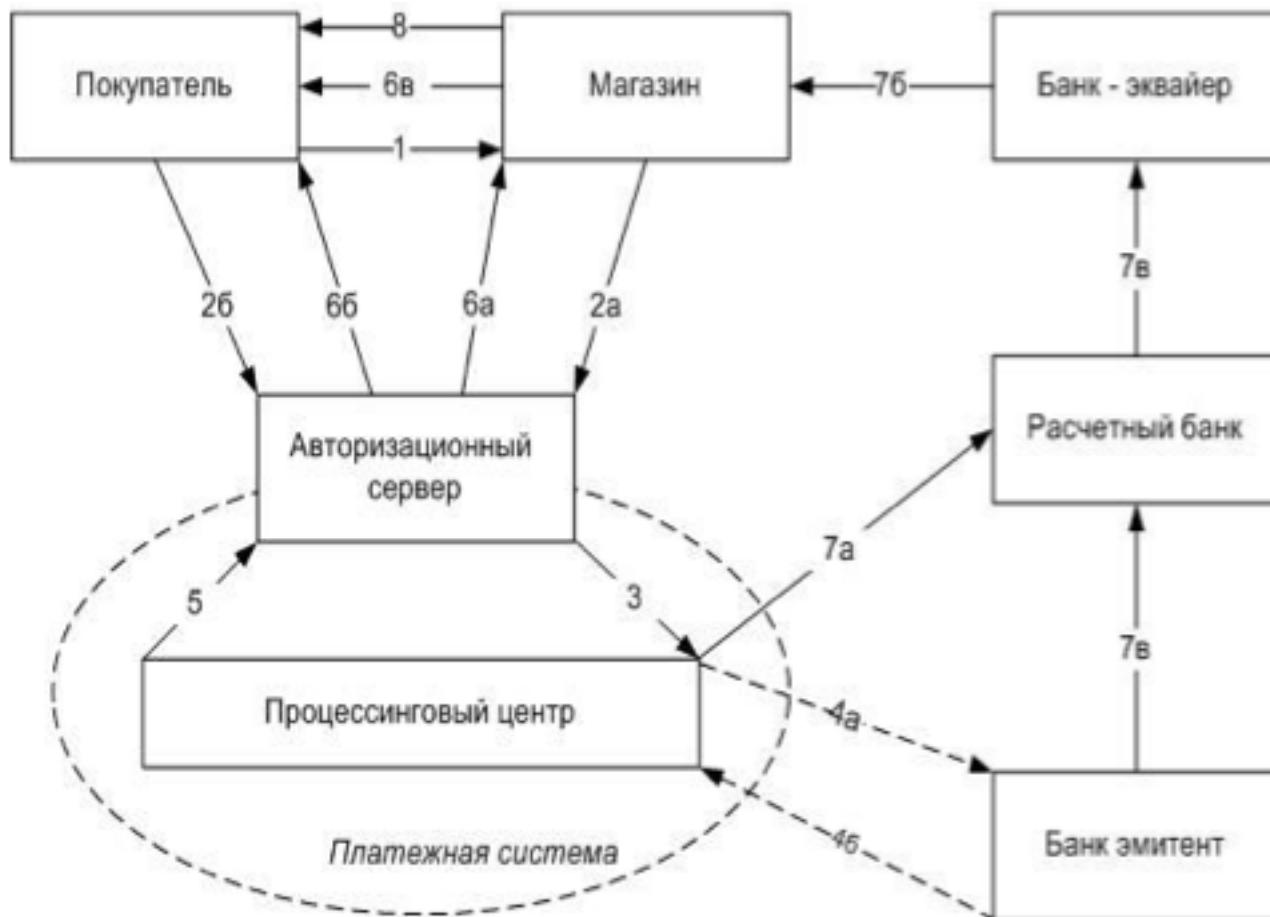 Покупатель
8
6в
1
Магазин
7б
Банк - эквайер
2б
6б
6а
2а
7в
Авторизационный
сервер
Расчетный банк
5
3
7а
7в
Процессинговый центр
4а
4б
Платежная система
Банк эмитент